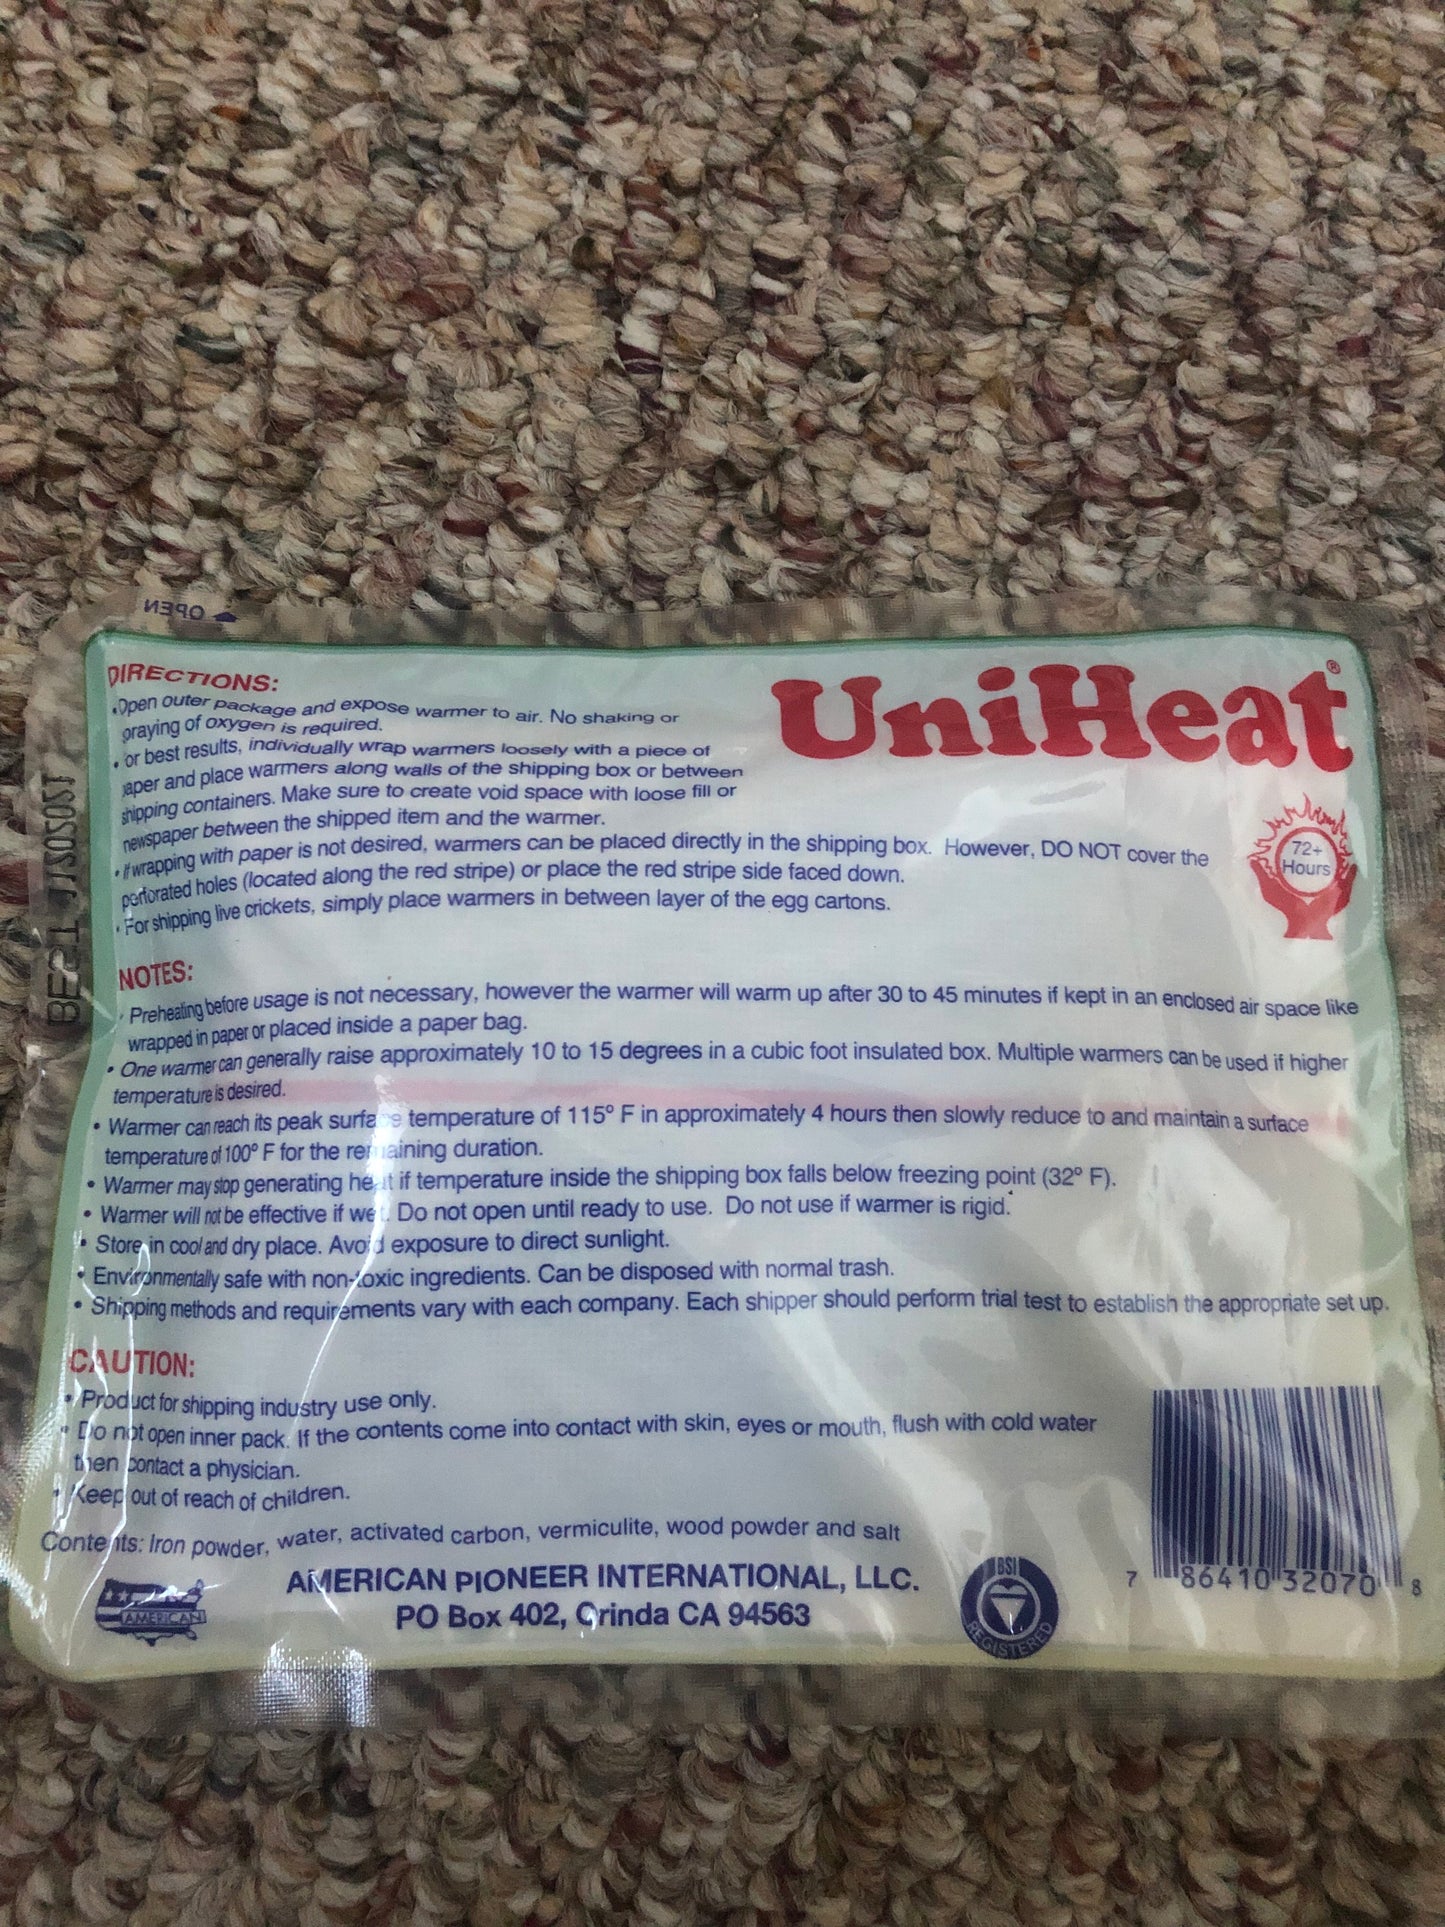 OPEN
DIRECTIONS:
UniHeat®
•Open outer package and expose warmer to air. No shaking or
praying of oxygen is required.
• or best results, individually wrap warmers loosely with a piece of
aper and place warmers along walls of the shipping box or between
shipping containers. Make sure to create void space with loose fill or
newspaper between the shipped item and the warmer.
• If wrapping with paper is not desired, warmers can be placed directly in the shipping box. However, DO NOT cover the
perforated holes (located along the red stripe) or place the red stripe side faced down.
• For shipping live crickets, simply place warmers in between layer of the egg cartons.
72+
Hours
NOTES:
• Preheating before usage is not necessary, however the warmer will warm up after 30 to 45 minutes if kept in an enclosed air space like
wrapped in paper or placed inside a paper bag.
• One warmer can generally raise approximately 10 to 15 degrees in a cubic foot insulated box. Multiple warmers can be used if higher
temperature is desired.
• Warmer can reach its peak surface temperature of 115º F in approximately 4 hours then slowly reduce to and maintain a surface
temperature of 100º F for the remaining duration.
• Warmer may stop generating heat if temperature inside the shipping box falls below freezing point (32º F).
• Warmer will not be effective if wet. Do not open until ready to use. Do not use if warmer is rigid.
• Store in cool and dry place. Avoid exposure to direct sunlight.
• Environmentally safe with non-toxic ingredients. Can be disposed with normal trash.
• Shipping methods and requirements vary with each company. Each shipper should perform trial test to establish the appropriate set up.
CAUTION:
• Product for shipping industry use only.
• Do not open inner pack. If the contents come into contact with skin, eyes or mouth, flush with cold water
then contact a physician.
• Keep out of reach of children.
Contents: Iron powder, water, activated carbon, vermiculite, wood powder and salt
AMERICAN PIONEER INTERNATIONAL, LLC.
PO Box 402, Orinda CA 94563
AMERICAN
BSI
REGISTERED
7 86410 32070 8
BEST